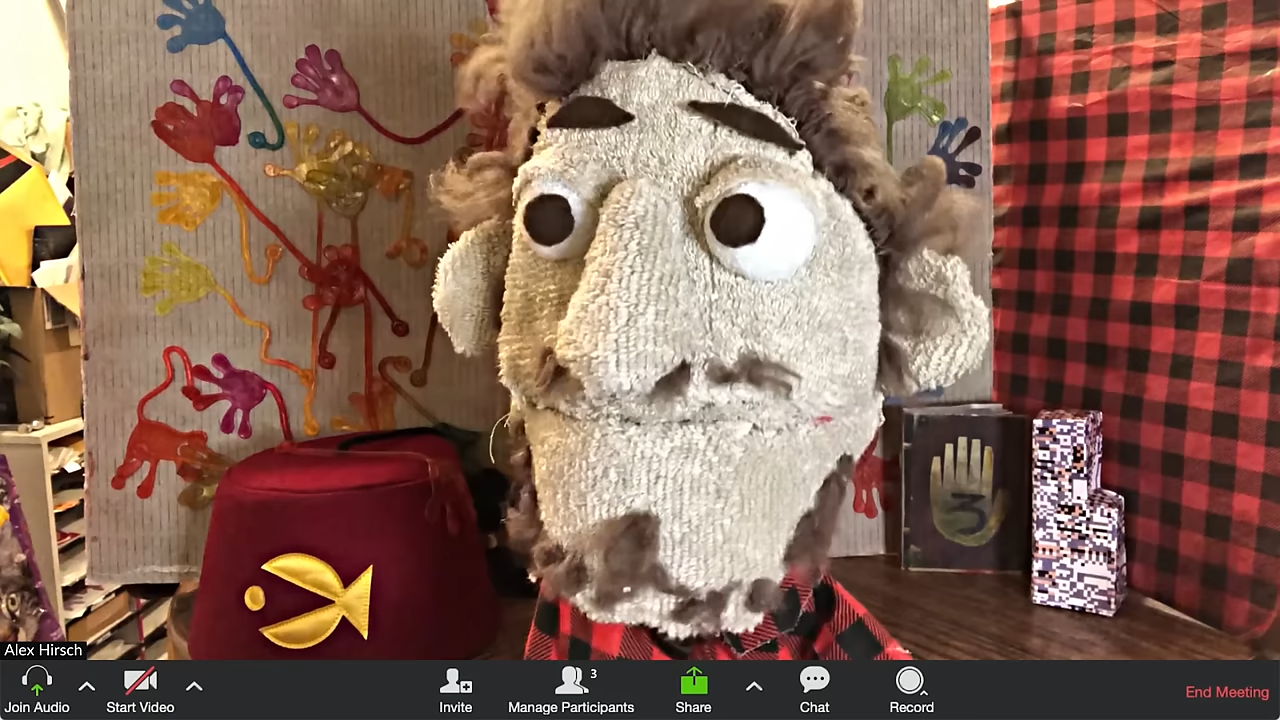 3
Alex Hirsch
3
Join Audio
Start Video
Invite
Manage Participants
Share
Chat
Record
End Meeting